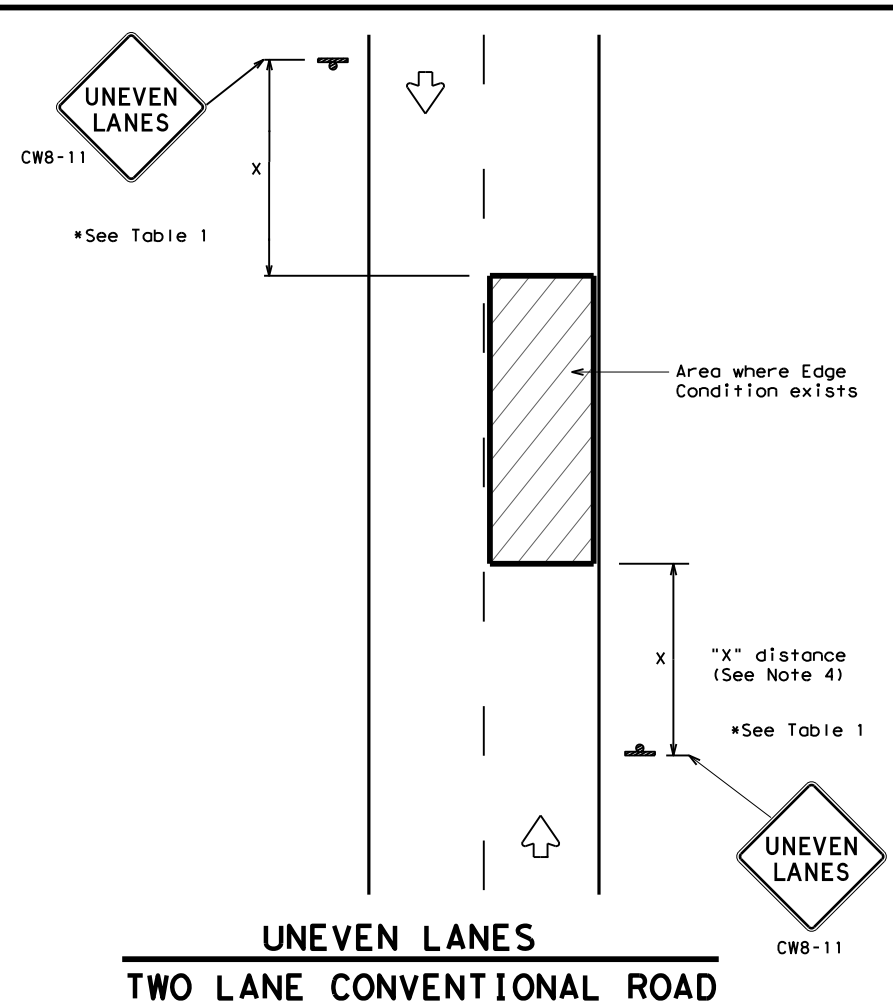 UNEVEN
LANES
CW8-11
X
*See Table 1
Area where Edge
Condition exists
X
"X" distance
(See Note 4)
*See Table 1
UNEVEN
LANES
CW8-11
UNEVEN LANES
TWO LANE CONVENTIONAL ROAD